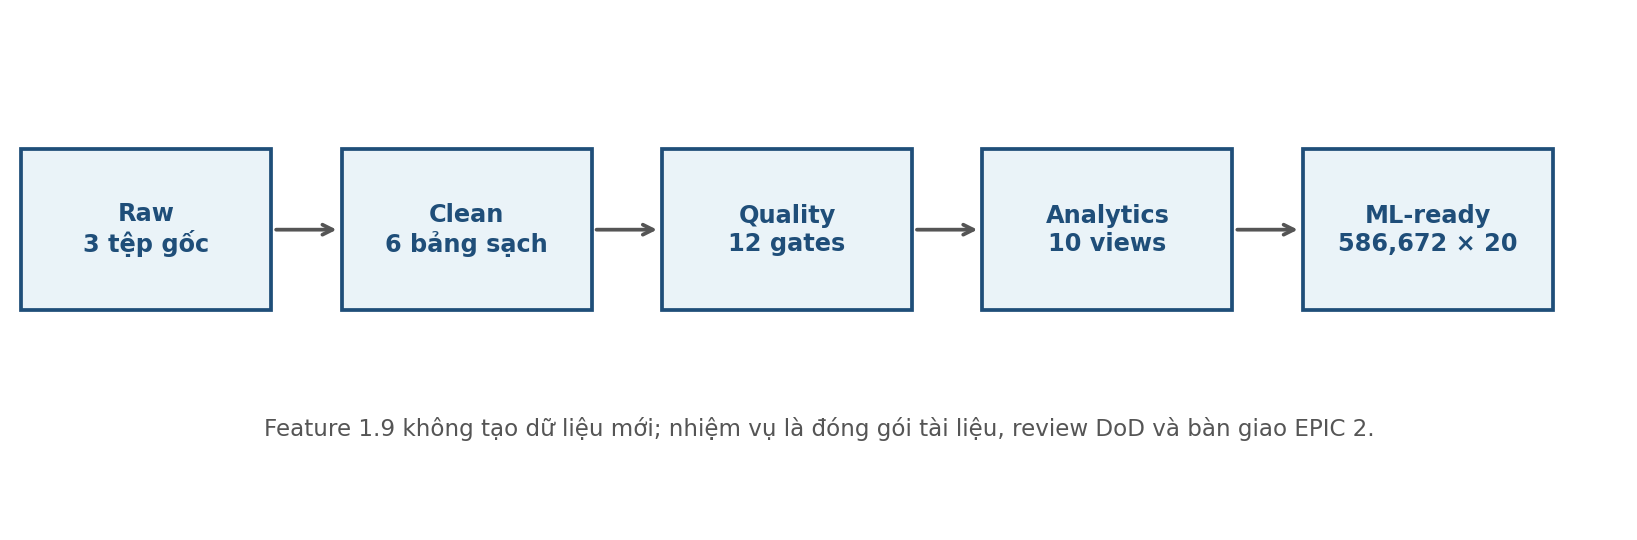 Raw
3 tệp gốc
Clean
6 bảng sạch
Quality
12 gates
Analytics
10 views
ML-ready
586,672 × 20
Feature 1.9 không tạo dữ liệu mới; nhiệm vụ là đóng gói tài liệu, review DoD và bàn giao EPIC 2.